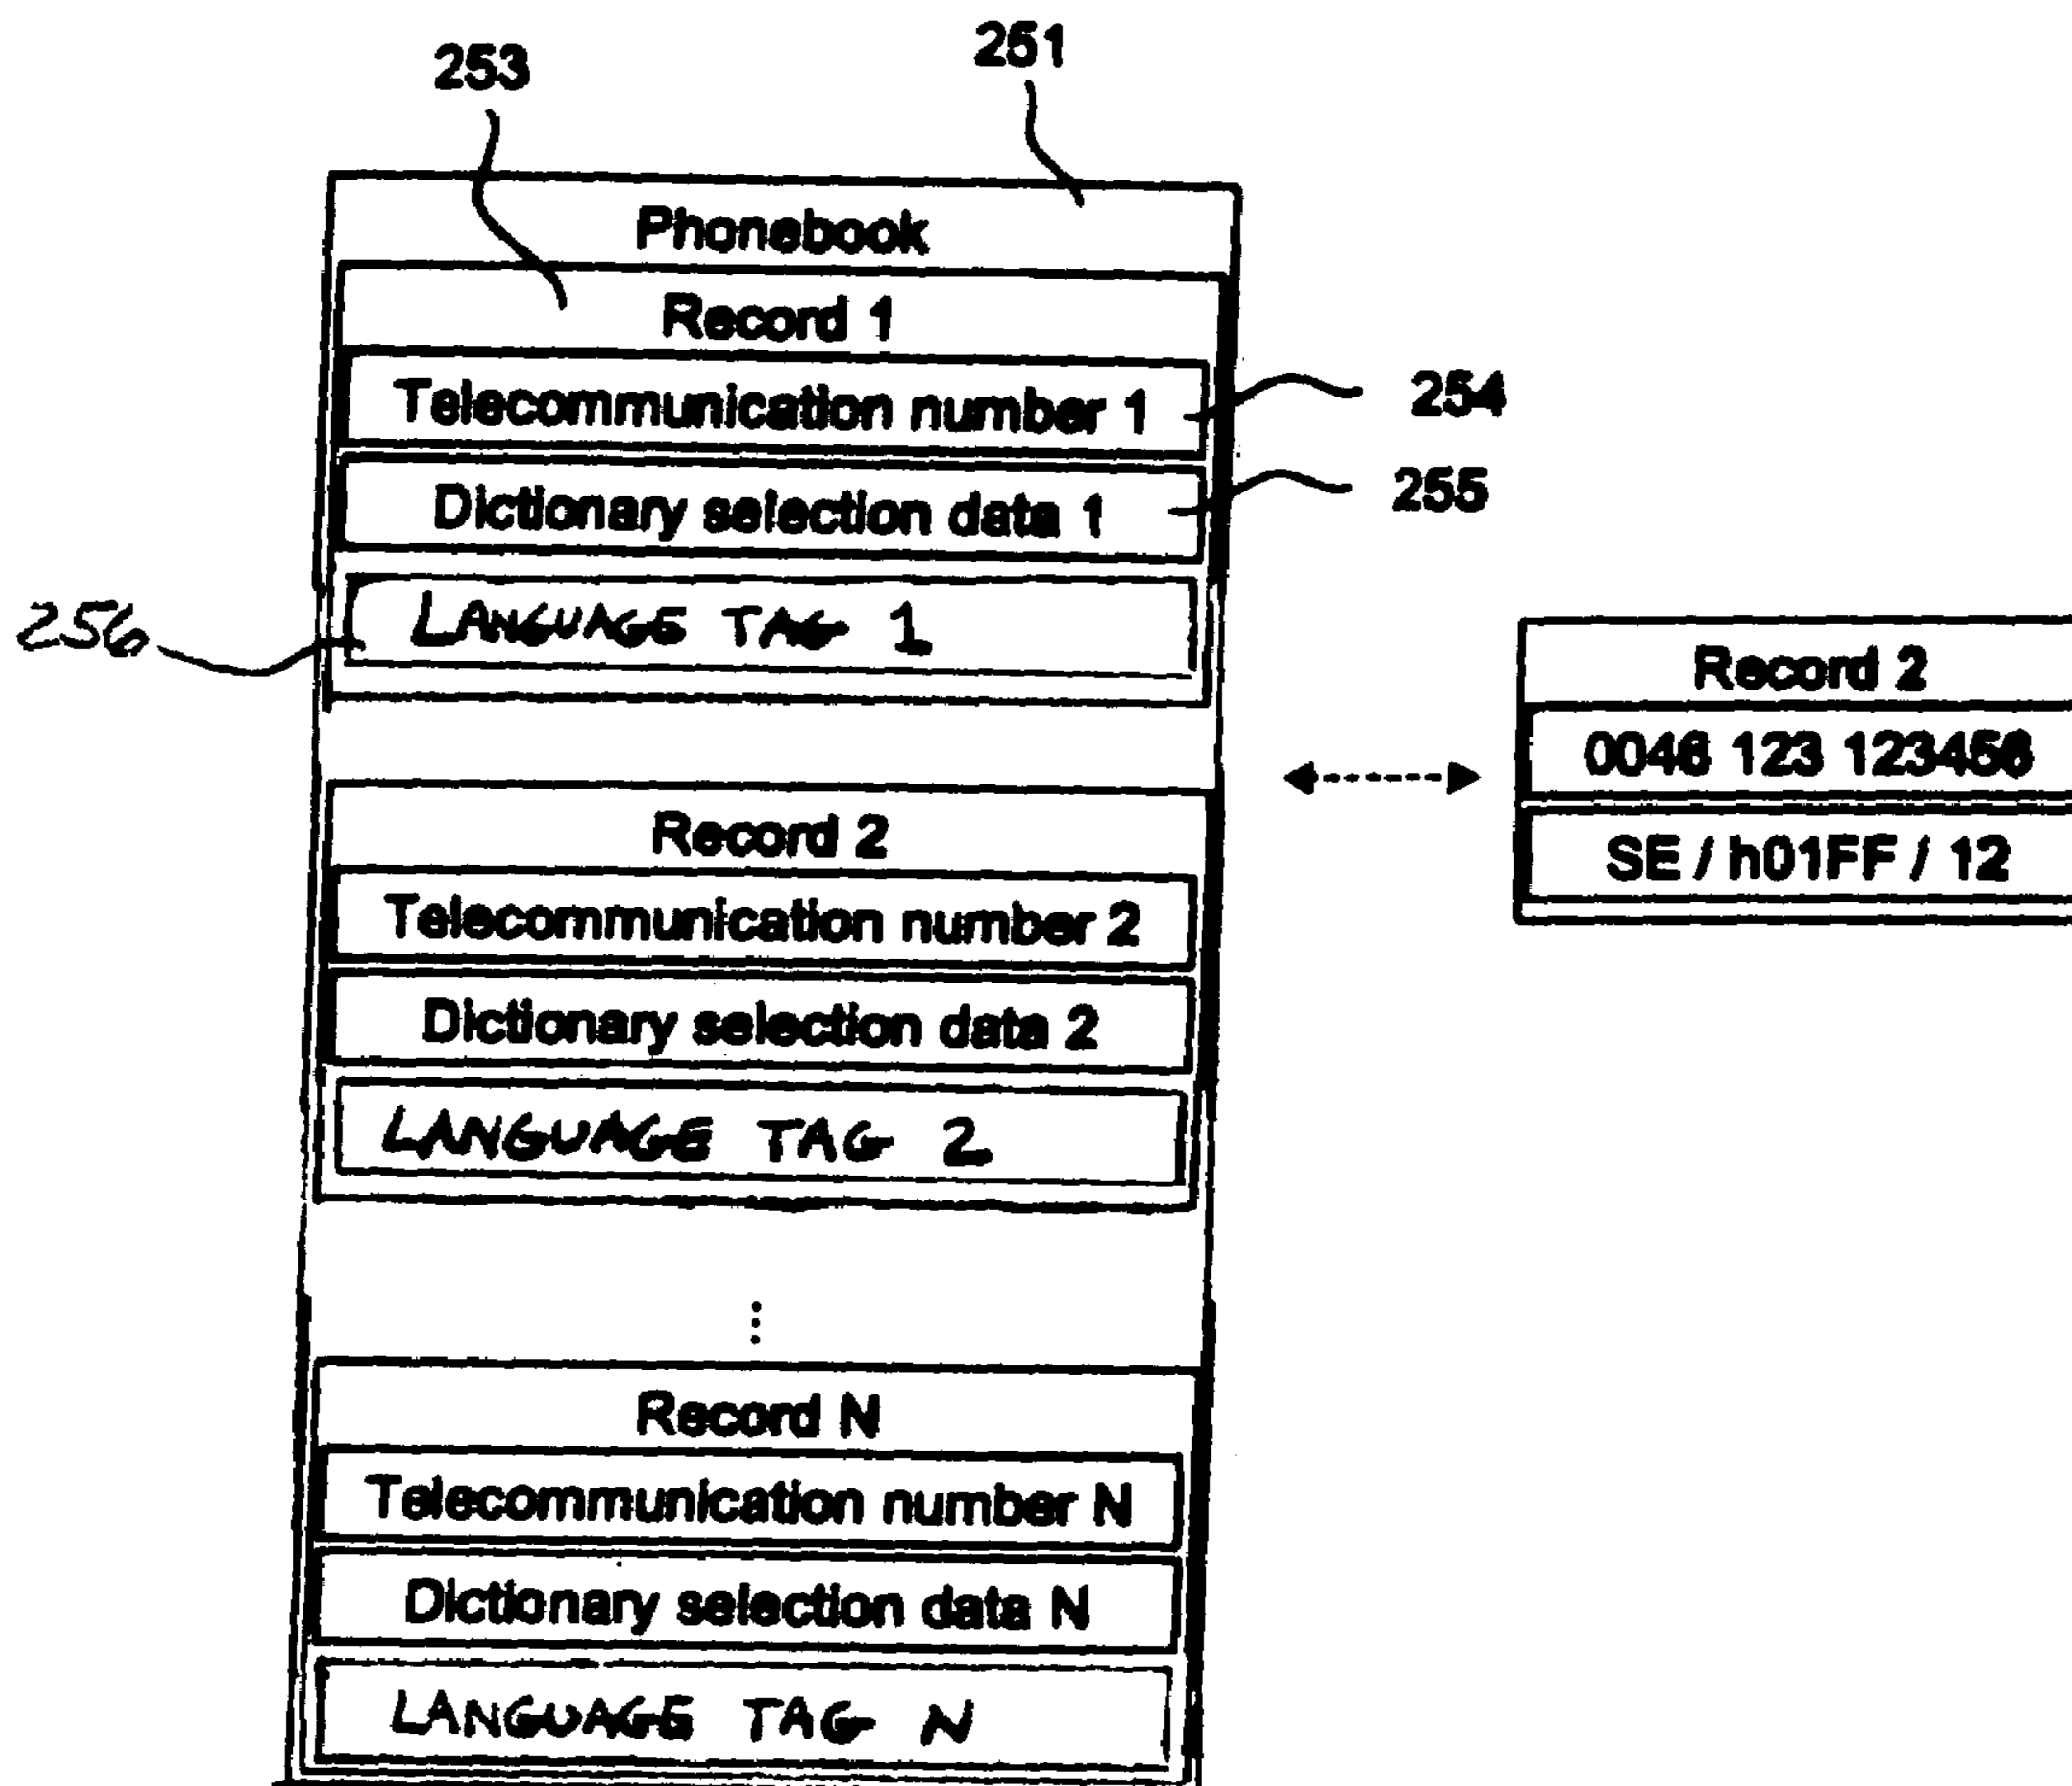 253
251
Phonebook
Record 1
Telecommunication number 1
254
Dictionary selection data 1
255
LANGUAGE TAG 1
256
Record 2
Telecommunication number 2
Dictionary selection data 2
LANGUAGE TAG 2
Record 2
0046 123 123456
SE / h01FF / 12
⋮
Record N
Telecommunication number N
Dictionary selection data N
LANGUAGE TAG N